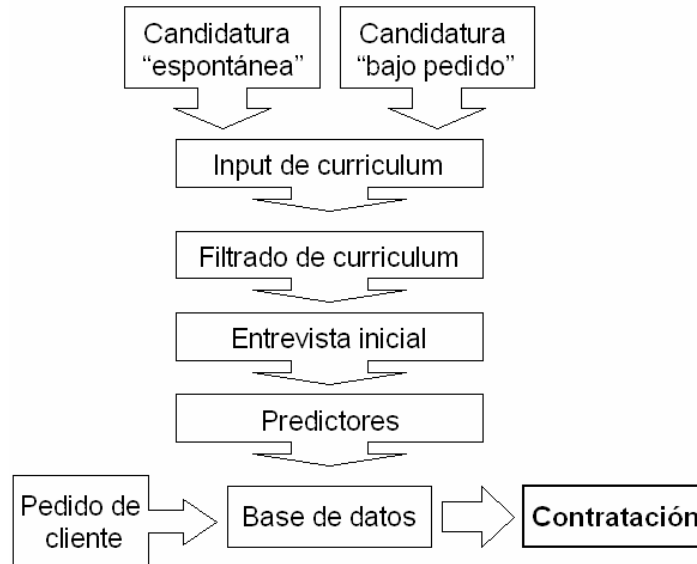 Candidatura
“espontánea”
Candidatura
“bajo pedido”
Input de curriculum
Filtrado de curriculum
Entrevista inicial
Predictores
Pedido de
cliente
Base de datos
Contratación